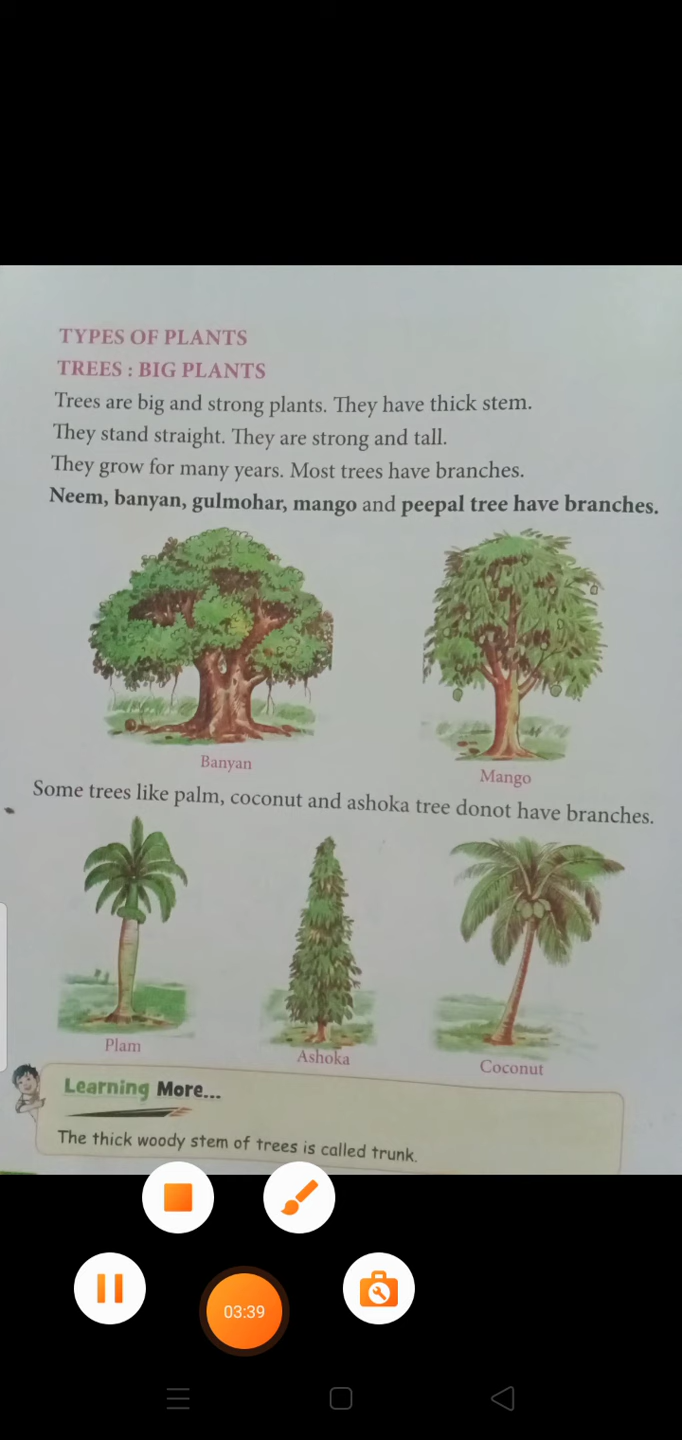 TYPES OF PLANTS
TREES : BIG PLANTS
Trees are big and strong plants. They have thick stem.
They stand straight. They are strong and tall.
They grow for many years. Most trees have branches.
Neem, banyan, gulmohar, mango and peepal tree have branches.
Banyan
Mango
Some trees like palm, coconut and ashoka tree donot have branches.
Plam
Ashoka
Coconut
Learning More...
The thick woody stem of trees is called trunk.
03:39